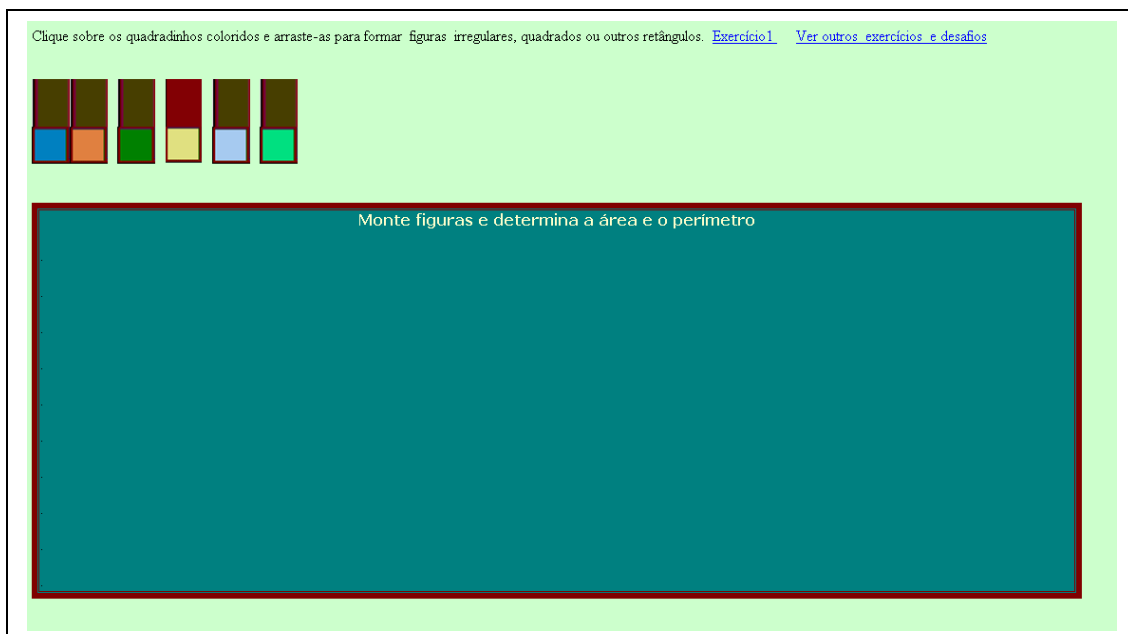 Clique sobre os quadradinhos coloridos e arraste-as para formar figuras irregulares, quadrados ou outros retângulos. Exercício1 Ver outros exercícios e desafios
Monte figuras e determina a área e o perímetro